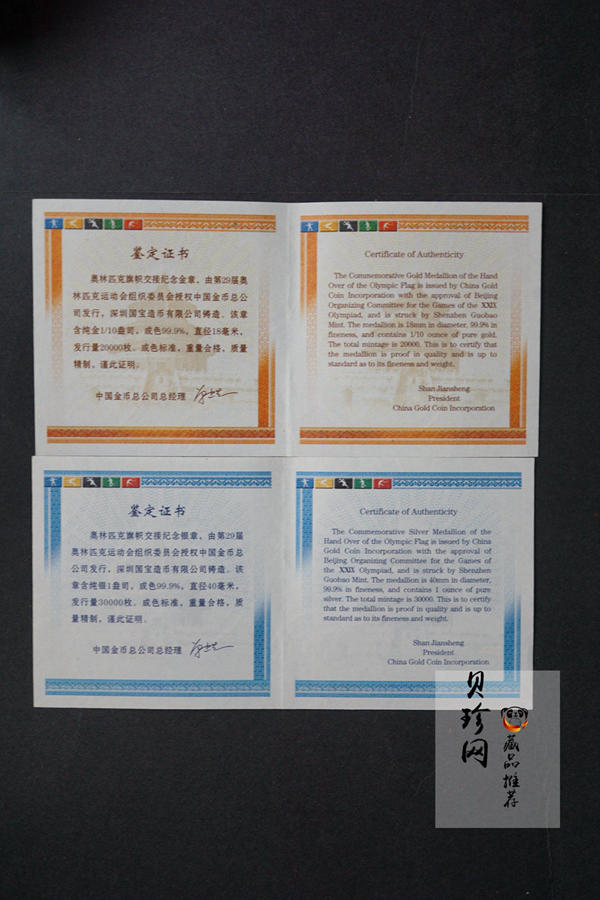 鉴定证书
奥林匹克旗帜交接纪念金章，由第29届奥
林匹克运动会组织委员会授权中国金币总公
司发行，深圳国宝造币有限公司铸造。该章
含纯金1/10盎司，成色99.9%，直径18毫米，
发行量20000枚。成色标准，重量合格，质量
精制，谨此证明。
中国金币总公司总经理
Certificate of Authenticity
The Commemorative Gold Medallion of the Hand
Over of the Olympic Flag is issued by China Gold
Coin Incorporation with the approval of Beijing
Organizing Committee for the Games of the XXIX
Olympiad, and is struck by Shenzhen Guobao
Mint. The medallion is 18mm in diameter, 99.9% in
fineness, and contains 1/10 ounce of pure gold.
The total mintage is 20000. This is to certify that
the medallion is proof in quality and is up to
standard as to its fineness and weight.
Shan Jiansheng
President
China Gold Coin Incorporation
鉴定证书
奥林匹克旗帜交接纪念银章，由第29届
奥林匹克运动会组织委员会授权中国金币总
公司发行，深圳国宝造币有限公司铸造。该
章含纯银1盎司，成色99.9%，直径40毫米，
发行量30000枚。成色标准，重量合格，质
量精制，谨此证明。
中国金币总公司总经理
Certificate of Authenticity
The Commemorative Silver Medallion of the
Hand Over of the Olympic Flag is issued by China
Gold Coin Incorporation with the approval of
Beijing Organizing Committee for the Games of
the XXIX Olympiad, and is struck by Shenzhen
Guobao Mint. The medallion is 40mm in diameter,
99.9% in fineness, and contains 1 ounce of pure
silver. The total mintage is 30000. This is to certify
that the medallion is proof in quality and is up to
standard as to its fineness and weight.
Shan Jiansheng
President
China Gold Coin Incorporation
贝珍网
藏品推荐